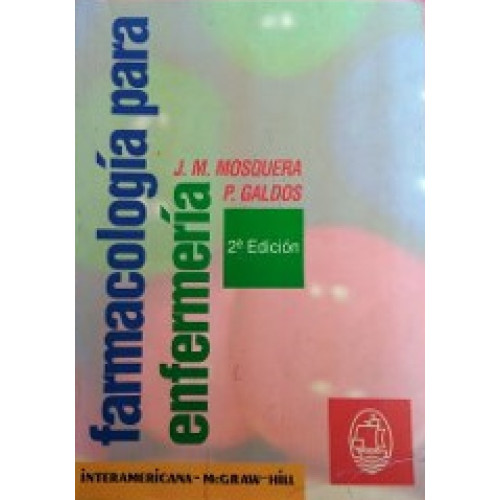 farmacología para
enfermería
J. M. MOSQUERA
P. GALDOS
2ª Edición
INTERAMERICANA - McGRAW-HILL